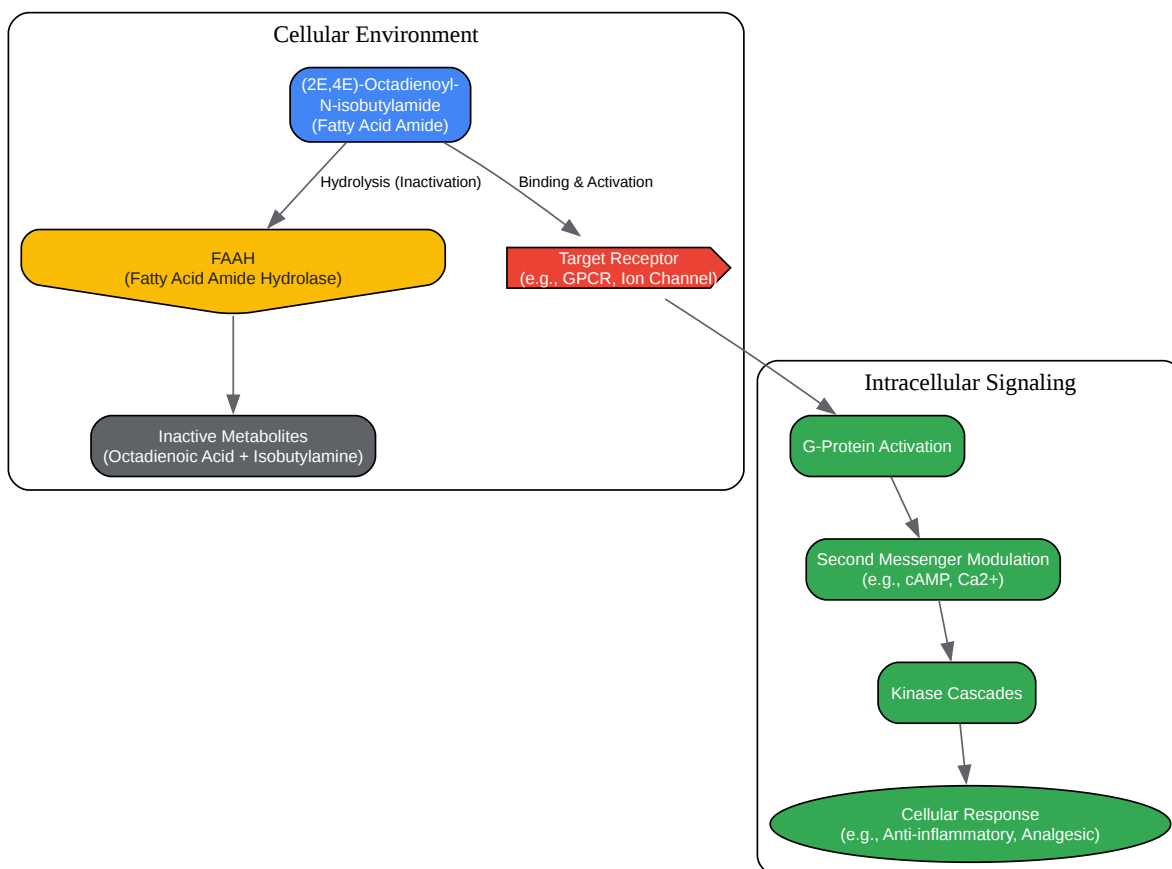 Cellular Environment
(2E,4E)-Octadienoyl-
N-isobutylamide
(Fatty Acid Amide)
Hydrolysis (Inactivation)
Binding & Activation
FAAH
(Fatty Acid Amide Hydrolase)
Target Receptor
(e.g., GPCR, Ion Channel)
Inactive Metabolites
(Octadienoic Acid + Isobutylamine)
Intracellular Signaling
G-Protein Activation
Second Messenger Modulation
(e.g., cAMP, Ca2+)
Kinase Cascades
Cellular Response
(e.g., Anti-inflammatory, Analgesic)